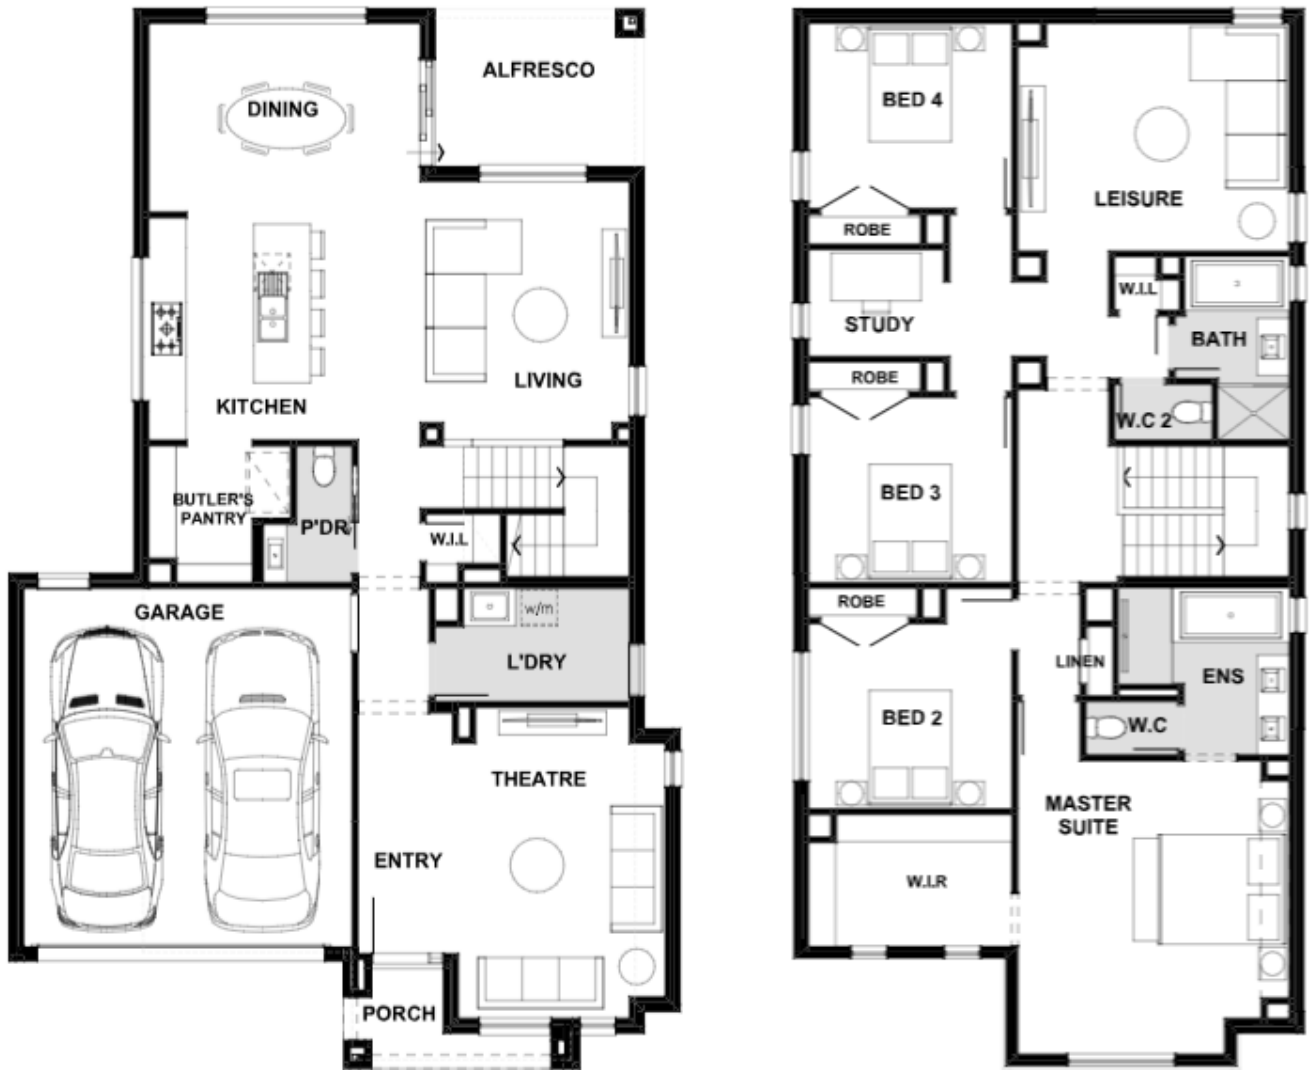 ALFRESCO
DINING
LIVING
KITCHEN
BUTLER'S
PANTRY
P'DR
W.I.L
GARAGE
w/m
L'DRY
THEATRE
ENTRY
PORCH
BED 4
LEISURE
ROBE
W.I.L
STUDY
BATH
ROBE
W.C 2
BED 3
ROBE
LINEN
ENS
BED 2
W.C
MASTER
SUITE
W.I.R